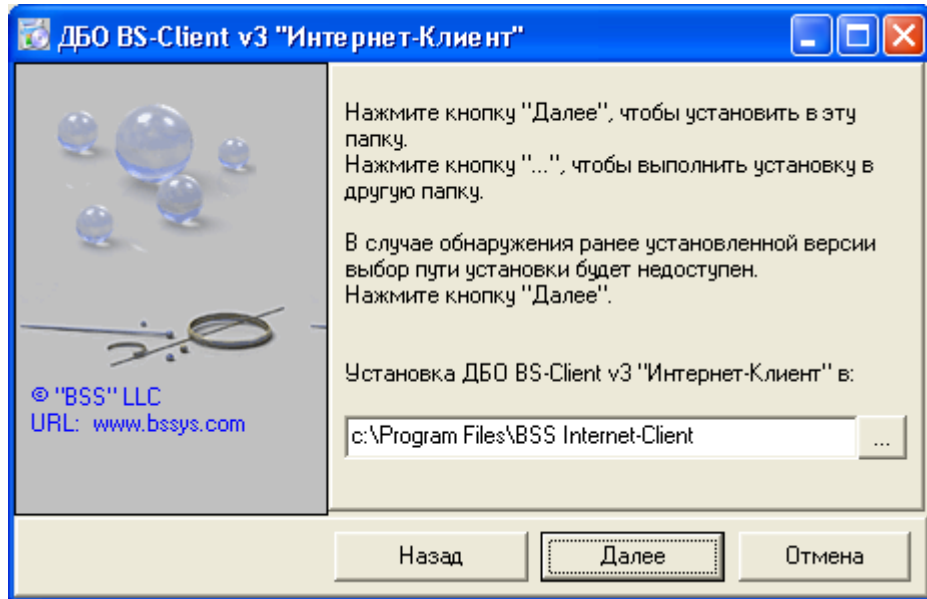 ДБО BS-Client v3 "Интернет-Клиент"
Нажмите кнопку "Далее", чтобы установить в эту
папку.
Нажмите кнопку "...", чтобы выполнить установку в
другую папку.
В случае обнаружения ранее установленной версии
выбор пути установки будет недоступен.
Нажмите кнопку "Далее".
Установка ДБО BS-Client v3 "Интернет-Клиент" в:
c:\Program Files\BSS Internet-Client
...
© "BSS" LLC
URL: www.bssys.com
Назад
Далее
Отмена